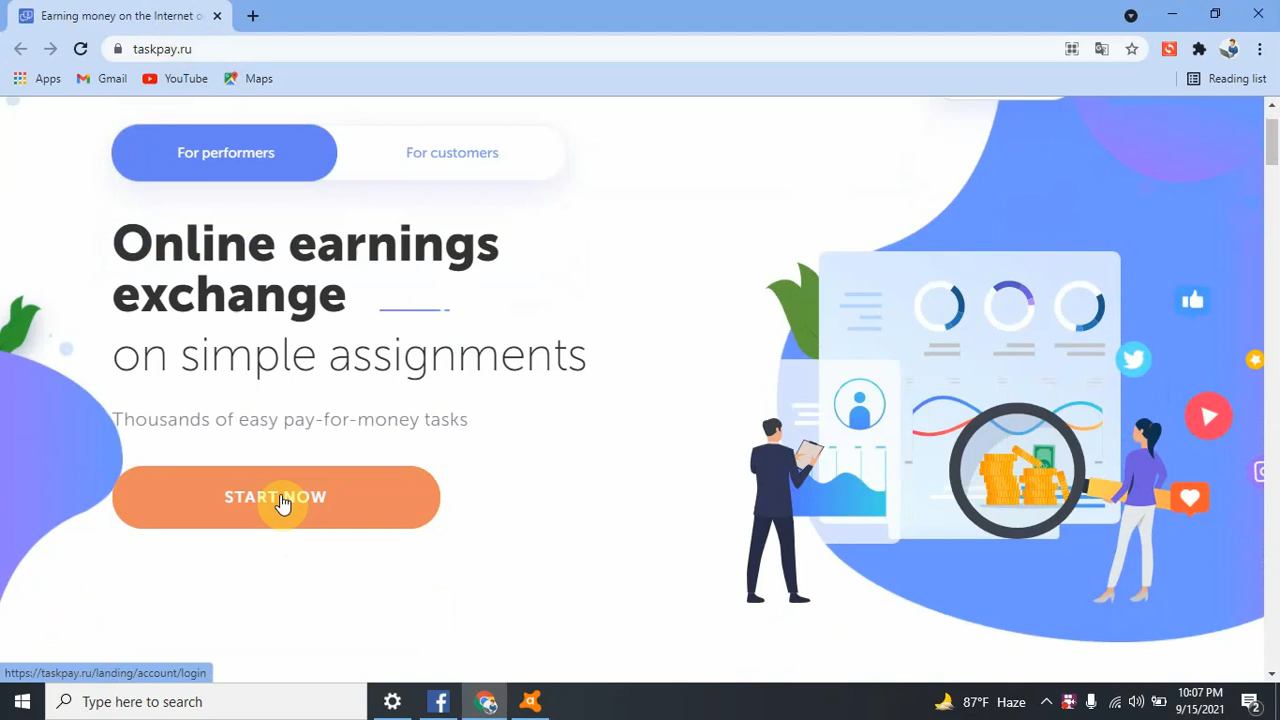 Earning money on the Internet o
taskpay.ru
Apps
Gmail
YouTube
Maps
Reading list
For performers
For customers
Online earnings
exchange
on simple assignments
Thousands of easy pay-for-money tasks
START NOW
https://taskpay.ru/landing/account/login
Type here to search
87°F Haze
10:07 PM
9/15/2021
2